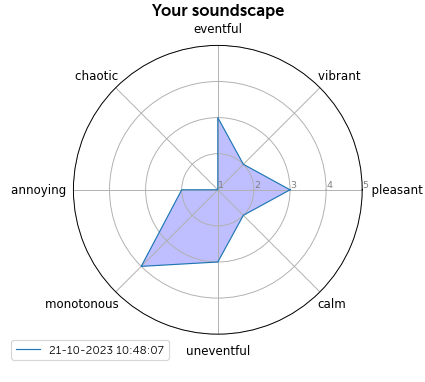 Your soundscape
eventful
chaotic
vibrant
annoying
1 2 3 4 5
pleasant
monotonous
calm
21-10-2023 10:48:07
uneventful